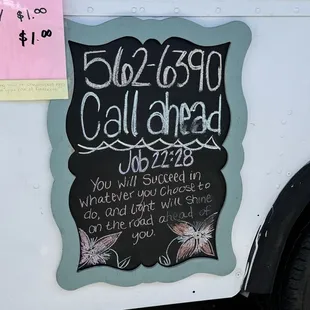 $1.00
$1.00
562-6390
Call ahead
Job 22:28
You will Succeed in
whatever you Choose to
do, and light will Shine
on the road ahead of
you.